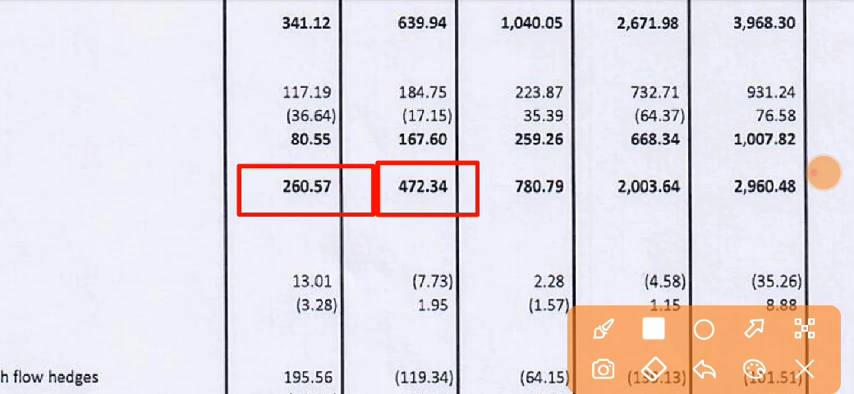 341.12 639.94 1,040.05 2,671.98 3,968.30
117.19 184.75 223.87 732.71 931.24
(36.64) (17.15) 35.39 (64.37) 76.58
80.55 167.60 259.26 668.34 1,007.82
260.57 472.34 780.79 2,003.64 2,960.48
13.01 (7.73) 2.28 (4.58) (35.26)
(3.28) 1.95 (1.57) 1.15 8.88
h flow hedges 195.56 (119.34) (64.15)